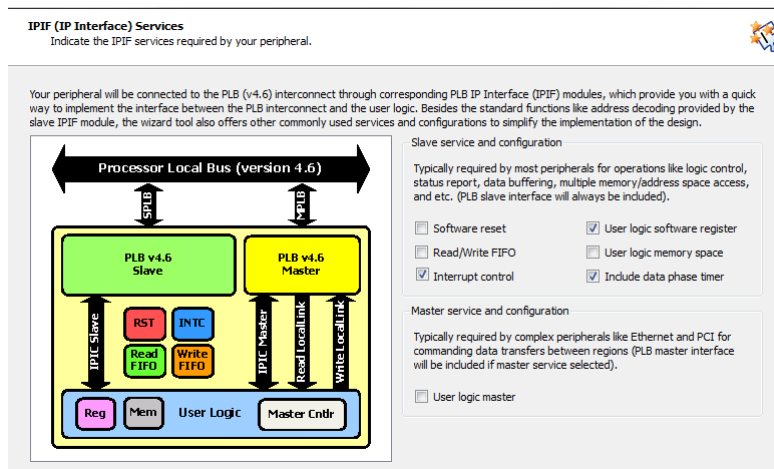 IPIF (IP Interface) Services
Indicate the IPIF services required by your peripheral.
Your peripheral will be connected to the PLB (v4.6) interconnect through corresponding PLB IP Interface (IPIF) modules, which provide you with a quick
way to implement the interface between the PLB interconnect and the user logic. Besides the standard functions like address decoding provided by the
slave IPIF module, the wizard tool also offers other commonly used services and configurations to simplify the implementation of the design.
Processor Local Bus (version 4.6)
SPLB
MPLB
PLB v4.6
Slave
PLB v4.6
Master
IPIC Slave
RST
INTC
Read
FIFO
Write
FIFO
IPIC Master
Read LocalLink
Write LocalLink
Reg
Mem
User Logic
Master Cntlr
Slave service and configuration
Typically required by most peripherals for operations like logic control,
status report, data buffering, multiple memory/address space access,
and etc. (PLB slave interface will always be included).
Software reset
User logic software register
Read/Write FIFO
User logic memory space
Interrupt control
Include data phase timer
Master service and configuration
Typically required by complex peripherals like Ethernet and PCI for
commanding data transfers between regions (PLB master interface
will be included if master service selected).
User logic master